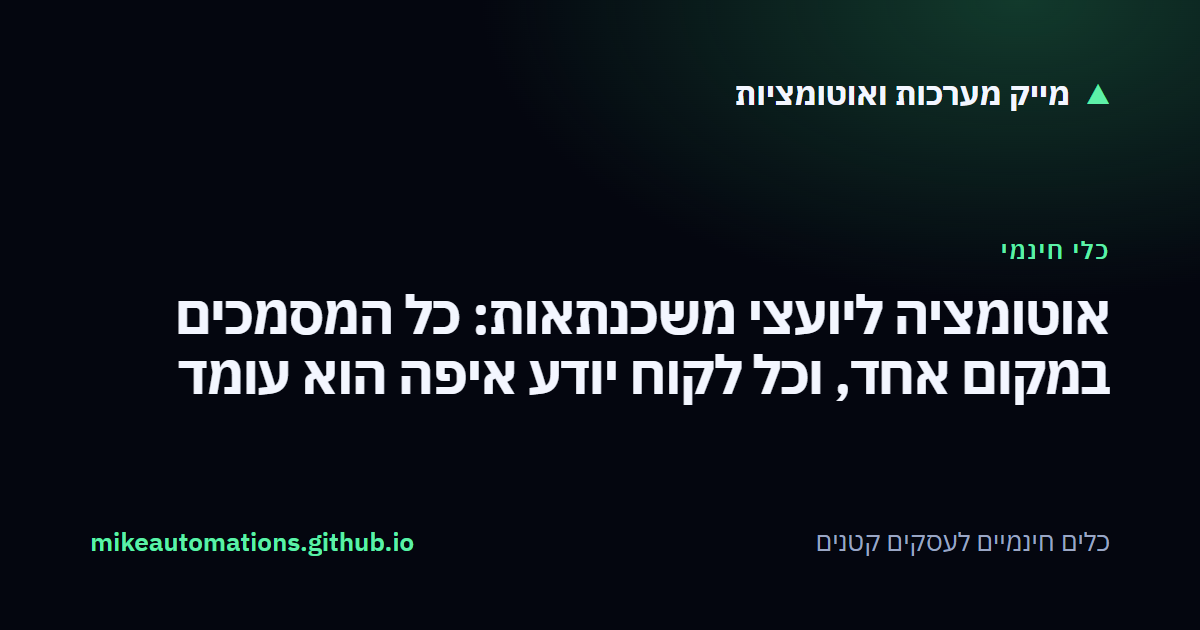 ▲ מייק מערכות ואוטומציות
כלי חינמי
אוטומציה ליועצי משכנתאות: כל המסמכים
במקום אחד, וכל לקוח יודע איפה הוא עומד
כלים חינמיים לעסקים קטנים
mikeautomations.github.io